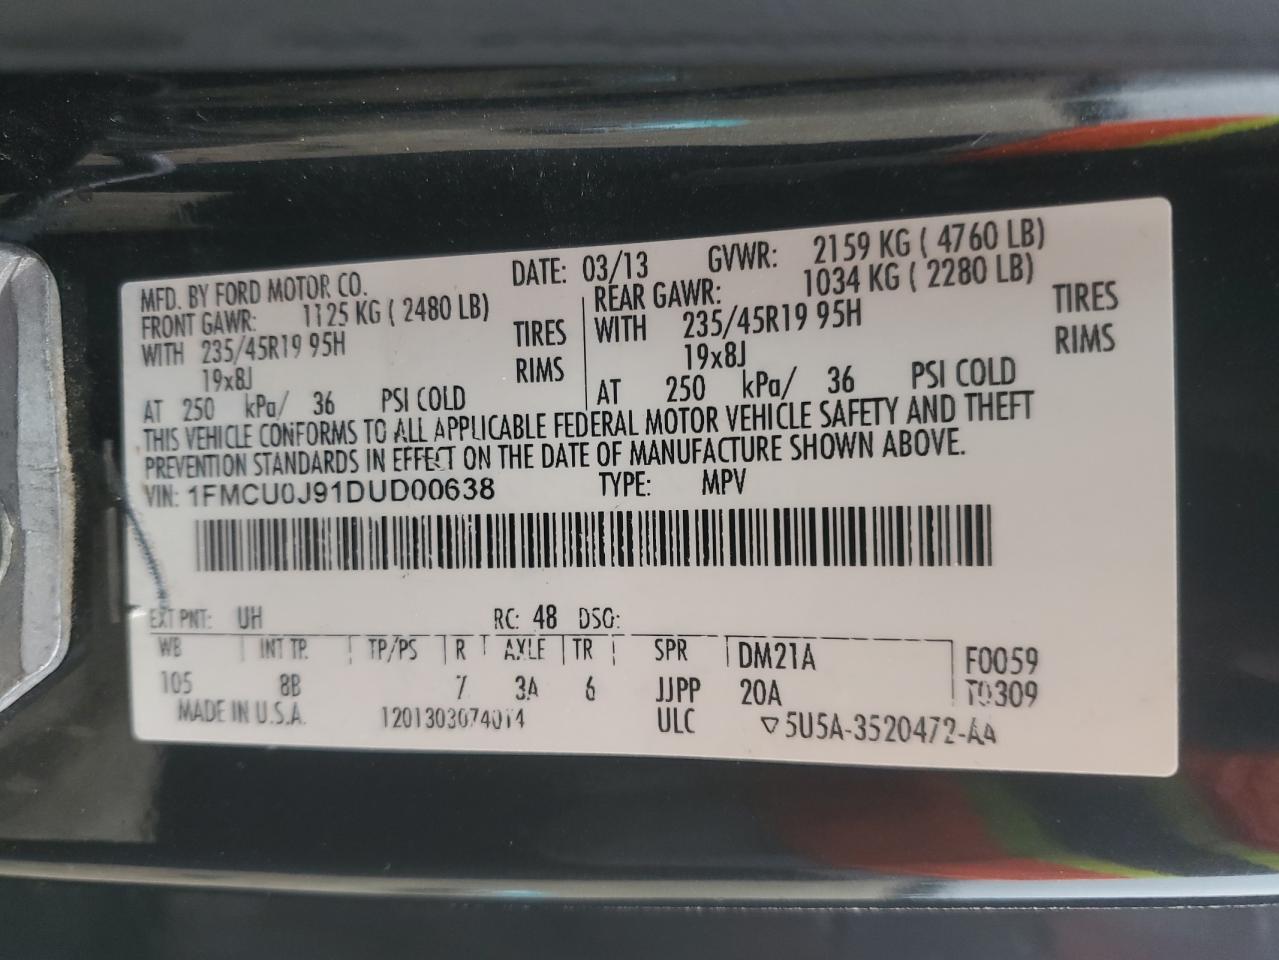 MFD. BY FORD MOTOR CO. DATE: 03/13 GVWR: 2159 KG ( 4760 LB)
FRONT GAWR: 1125 KG ( 2480 LB) REAR GAWR: 1034 KG ( 2280 LB)
WITH 235/45R19 95H TIRES WITH 235/45R19 95H TIRES
19x8J RIMS 19x8J RIMS
AT 250 kPa/ 36 PSI COLD AT 250 kPa/ 36 PSI COLD
THIS VEHICLE CONFORMS TO ALL APPLICABLE FEDERAL MOTOR VEHICLE SAFETY AND THEFT
PREVENTION STANDARDS IN EFFECT ON THE DATE OF MANUFACTURE SHOWN ABOVE.
VIN: 1FMCU0J91DUD00638 TYPE: MPV
EXT PNT: UH RC: 48 DSO:
WB INT TR TP/PS R AXLE TR SPR DM21A F0059
105 8B 7 3A 6 JJPP 20A T0309
MADE IN U.S.A. 1201303074014 ULC ▽5U5A-3520472-AA